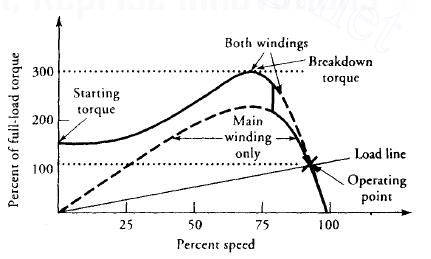 Both windings
Breakdown
torque
300
Starting
torque
200
Main
winding
only
Load line
100
Operating
point
25
50
75
100
Percent speed
Percent of full-load torque